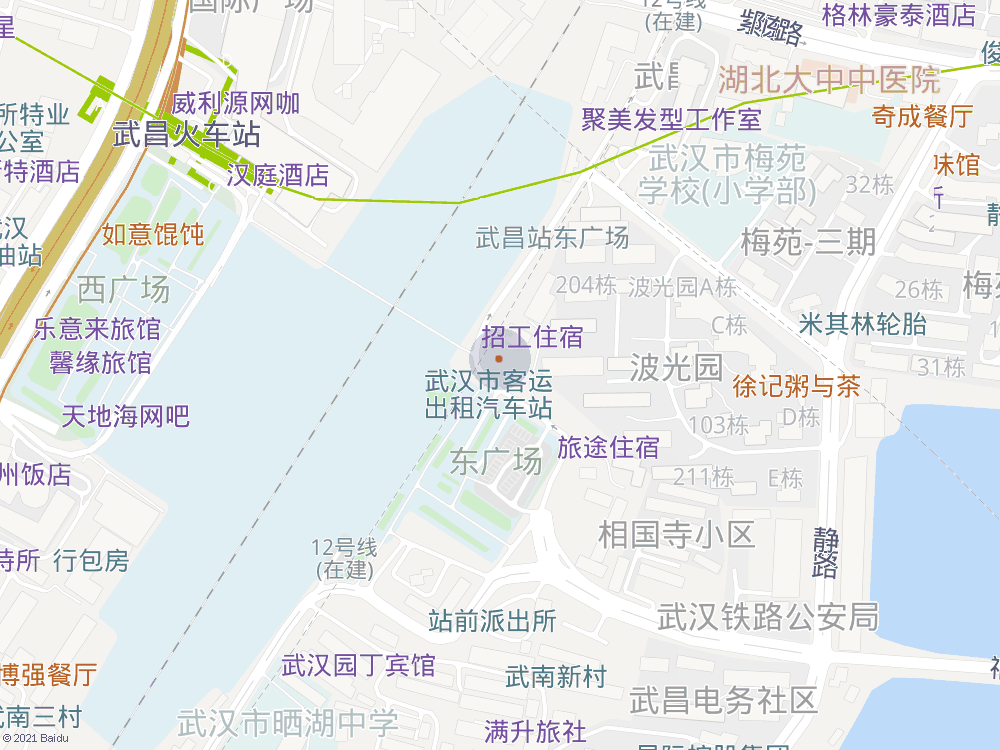 国际广场
12号线
(在建)
格林豪泰酒店
星
俊
湖北大中中医院
威利源网咖
所特业
公室
武昌火车站
聚美发型工作室
奇成餐厅
武汉市梅苑
学校(小学部)
味馆
特酒店
汉庭酒店
32栋
所
静
武汉
油站
如意馄饨
武昌站东广场
梅苑-三期
西广场
204栋
波光园A栋
26栋
梅苑
乐意来旅馆
馨缘旅馆
招工住宿
C栋
米其林轮胎
波光园
31栋
武汉市客运
出租汽车站
徐记粥与茶
天地海网吧
103栋
D栋
旅途住宿
东广场
州饭店
211栋
E栋
相国寺小区
静
路
12号线
(在建)
特所
行包房
站前派出所
武汉铁路公安局
武汉园丁宾馆
武南新村
博强餐厅
武昌电务社区
武南三村
武汉市晒湖中学
满升旅社
© 2021 Baidu